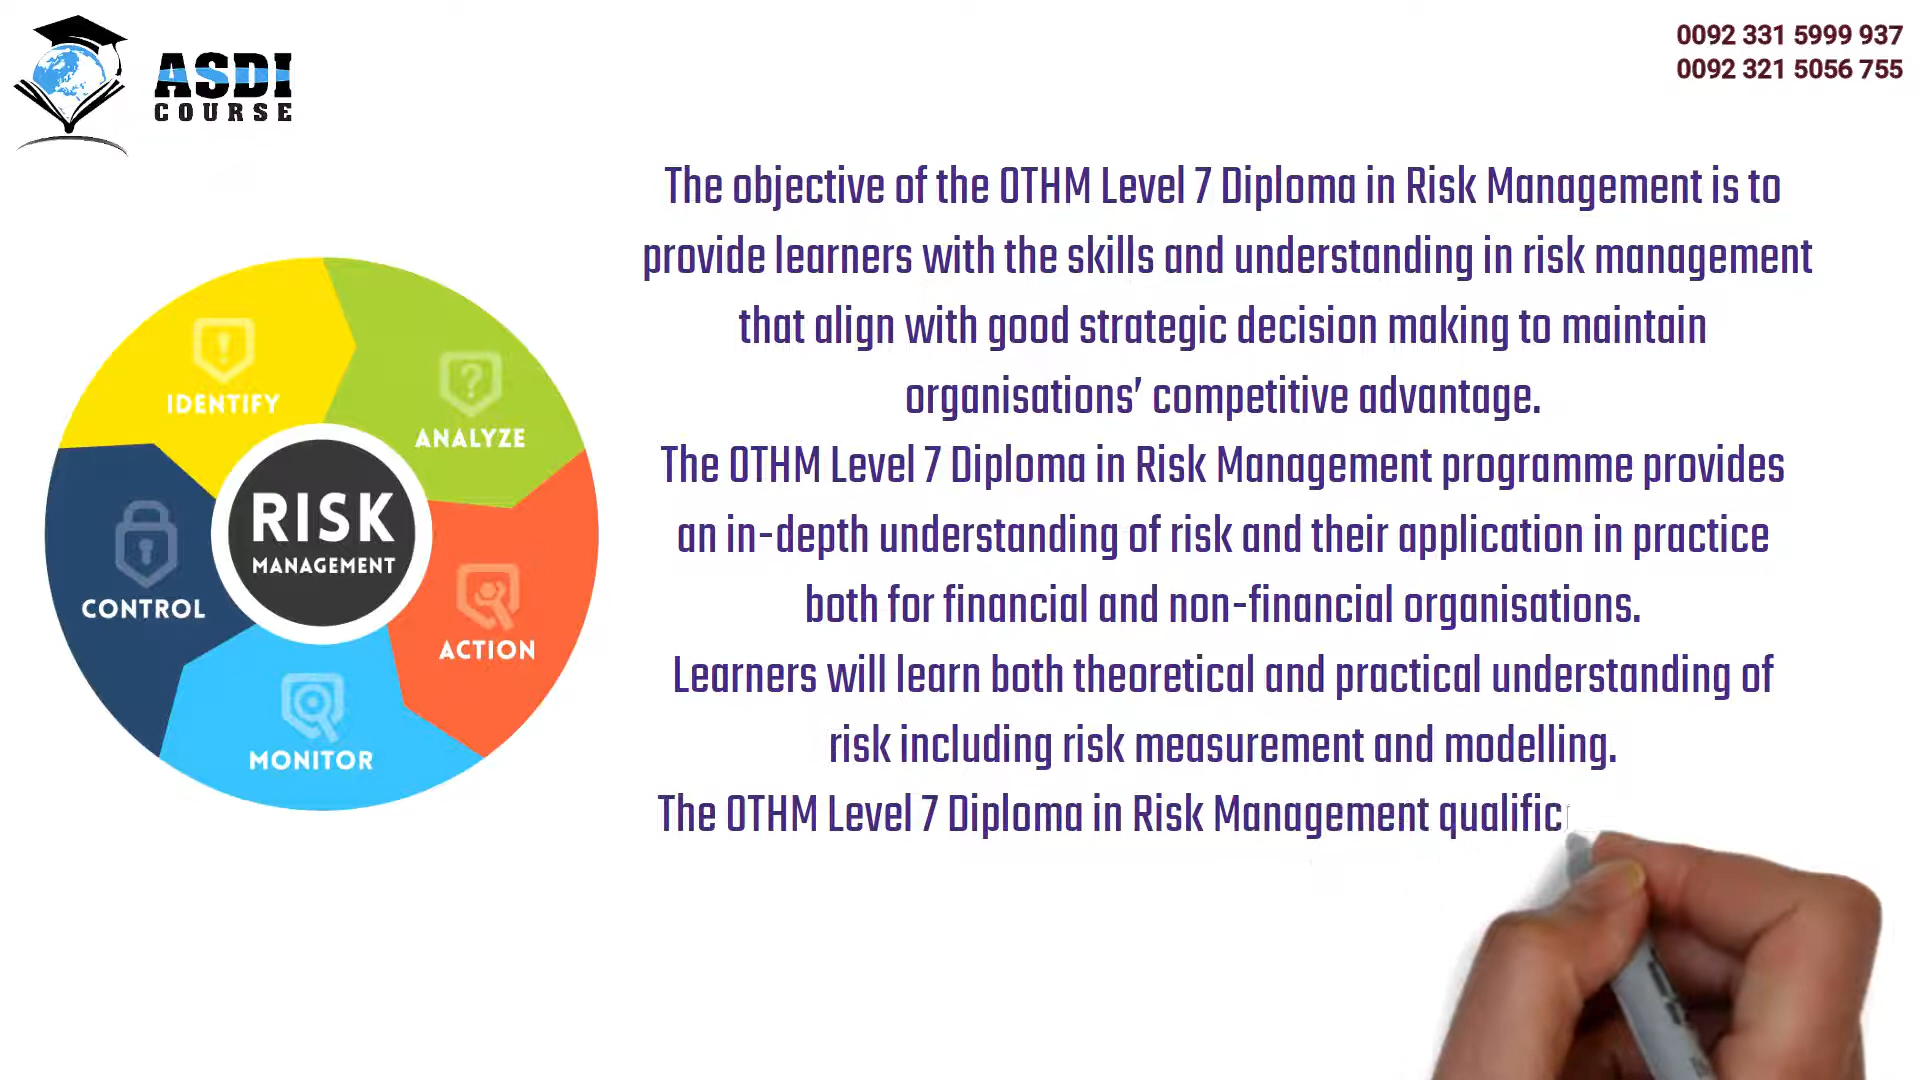 ASDI
COURSE
0092 331 5999 937
0092 321 5056 755
The objective of the OTHM Level 7 Diploma in Risk Management is to
provide learners with the skills and understanding in risk management
that align with good strategic decision making to maintain
organisations’ competitive advantage.
The OTHM Level 7 Diploma in Risk Management programme provides
an in-depth understanding of risk and their application in practice
both for financial and non-financial organisations.
Learners will learn both theoretical and practical understanding of
risk including risk measurement and modelling.
The OTHM Level 7 Diploma in Risk Management qualific
IDENTIFY
ANALYZE
RISK
MANAGEMENT
CONTROL
ACTION
MONITOR